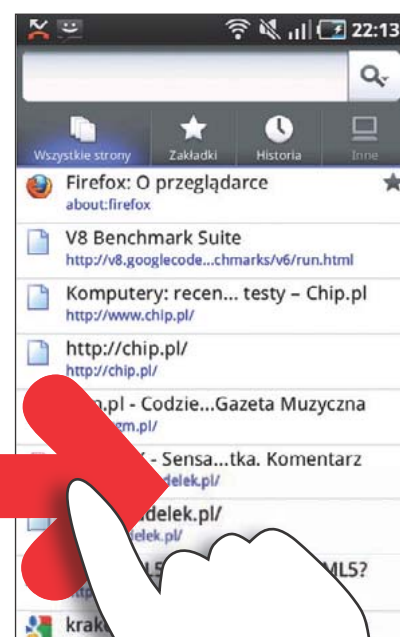 22:13
Wszystkie strony Zakładki Historia Inne
Firefox: O przeglądarce
about:firefox
V8 Benchmark Suite
http://v8.googlecode...chmarks/v6/run.html
Komputery: recen... testy – Chip.pl
http://www.chip.pl/
http://chip.pl/
http://chip.pl/
.pl - Codzie...Gazeta Muzyczna
gm.pl/
- Sensa...tka. Komentarz
delek.pl/
delek.pl/
delek.pl/
ML5?